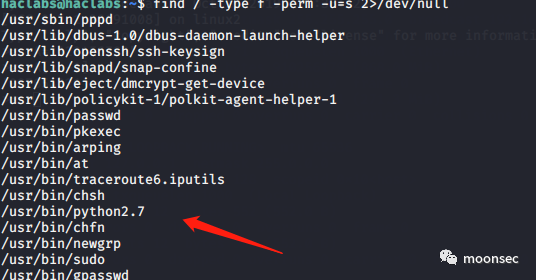 haclabs@haclabs:~$ find / -type f -perm -u=s 2>/dev/null
/usr/sbin/pppd
/usr/lib/dbus-1.0/dbus-daemon-launch-helper
/usr/lib/openssh/ssh-keysign
/usr/lib/snapd/snap-confine
/usr/lib/eject/dmcrypt-get-device
/usr/lib/policykit-1/polkit-agent-helper-1
/usr/bin/passwd
/usr/bin/pkexec
/usr/bin/arping
/usr/bin/at
/usr/bin/traceroute6.iputils
/usr/bin/chsh
/usr/bin/python2.7
/usr/bin/chfn
/usr/bin/newgrp
/usr/bin/sudo
/usr/bin/gpasswd
moonsec